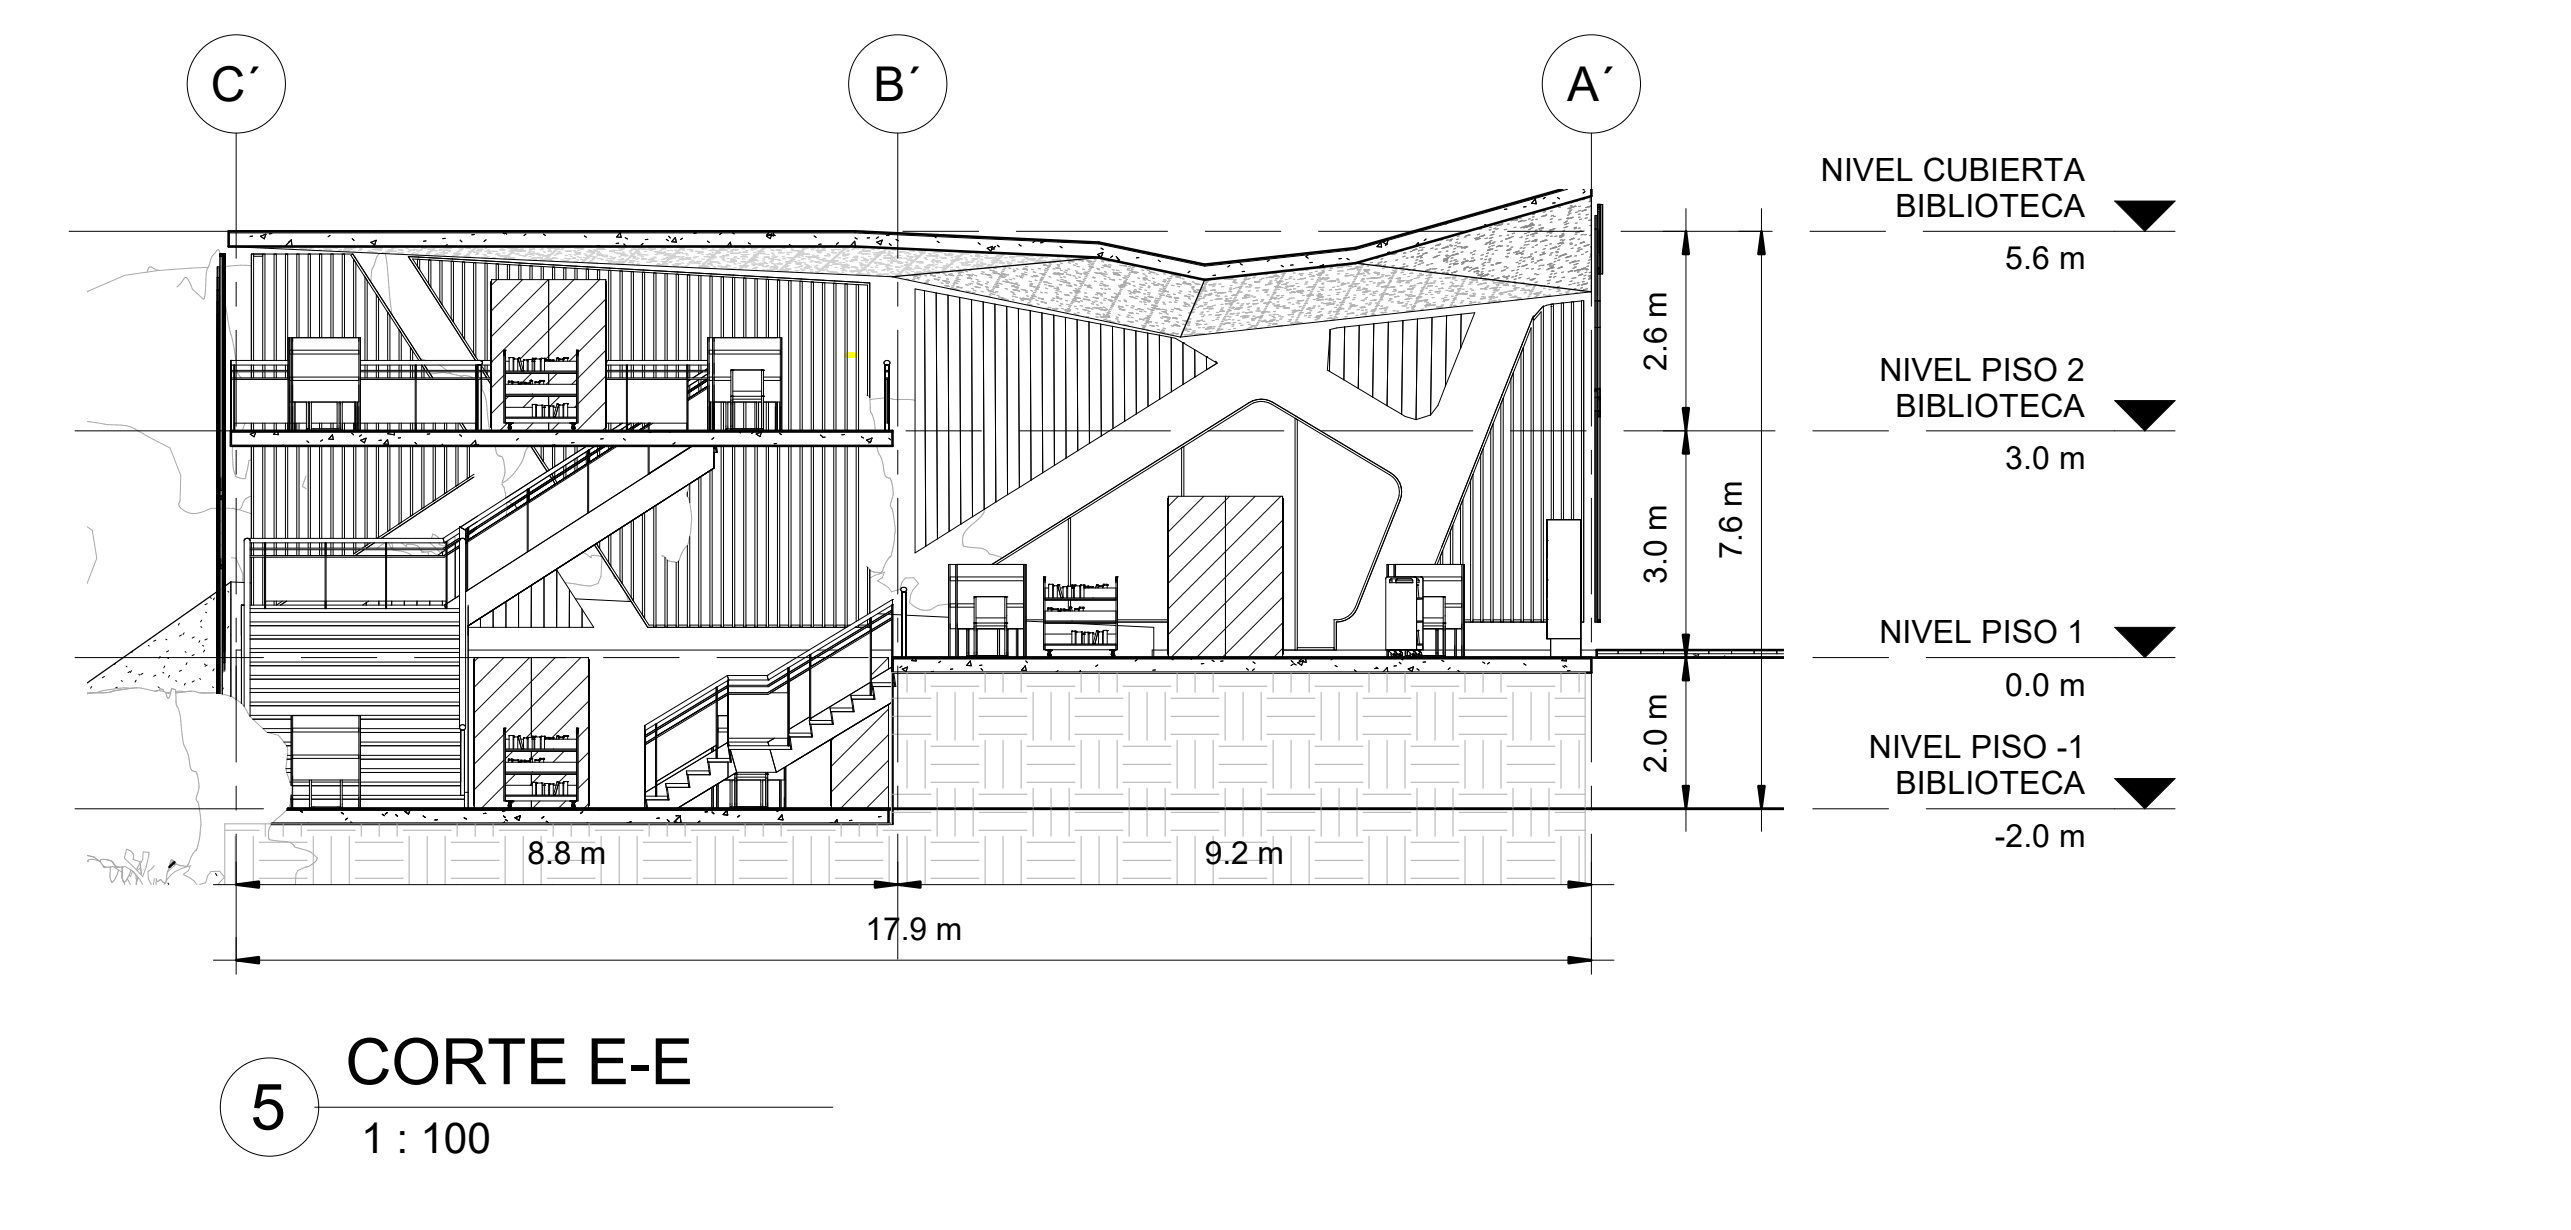 C´
B´
A´
NIVEL CUBIERTA
BIBLIOTECA
5.6 m
2.6 m
NIVEL PISO 2
BIBLIOTECA
3.0 m
3.0 m
7.6 m
NIVEL PISO 1
0.0 m
2.0 m
NIVEL PISO -1
BIBLIOTECA
-2.0 m
8.8 m
9.2 m
17.9 m
5
CORTE E-E
1 : 100